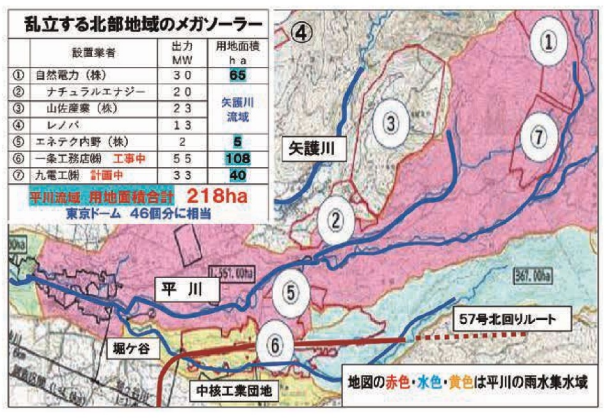 乱立する北部地域のメガソーラー
設置業者 出力 MW 用地面積 ha
① 自然電力（株） 30 65
② ナチュラルエナジー 20 矢護川流域
③ 山佐産業（株） 23
④ レノバ 13
⑤ エネテク内野（株） 2 5
⑥ 一条工務店㈱ 工事中 55 108
⑦ 九電工㈱ 計画中 33 40
平川流域 用地面積合計 218ha
東京ドーム 46個分に相当
④
①
③
⑦
矢護川
②
367.00ha
平川
⑤
⑥
57号北回りルート
堀ケ谷
中核工業団地
地図の赤色・水色・黄色は平川の雨水集水域